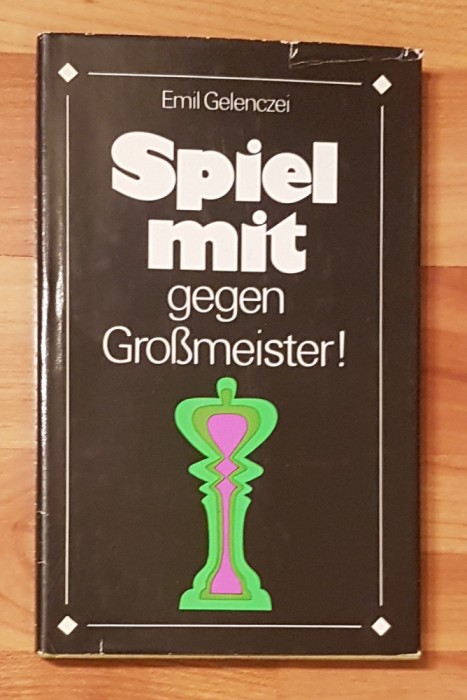 Emil Gelenczei
Spiel
mit
gegen
Großmeister!